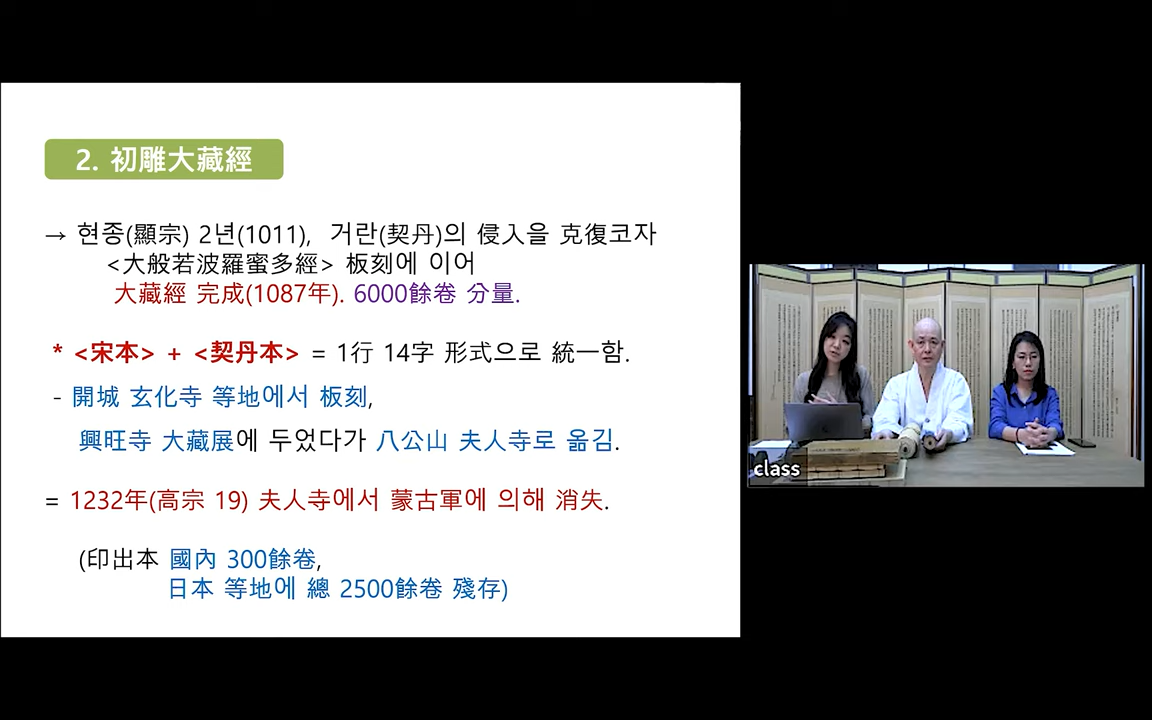 2. 初雕大藏經
→ 현종(顯宗) 2년(1011), 거란(契丹)의 侵入을 克復코자
<大般若波羅蜜多經> 板刻에 이어
大藏經 完成(1087年). 6000餘卷 分量.
* <宋本> + <契丹本> = 1行 14字 形式으로 統一함.
- 開城 玄化寺 等地에서 板刻,
興旺寺 大藏展에 두었다가 八公山 夫人寺로 옮김.
= 1232年(高宗 19) 夫人寺에서 蒙古軍에 의해 消失.
(印出本 國內 300餘卷,
日本 等地에 總 2500餘卷 殘存)
class